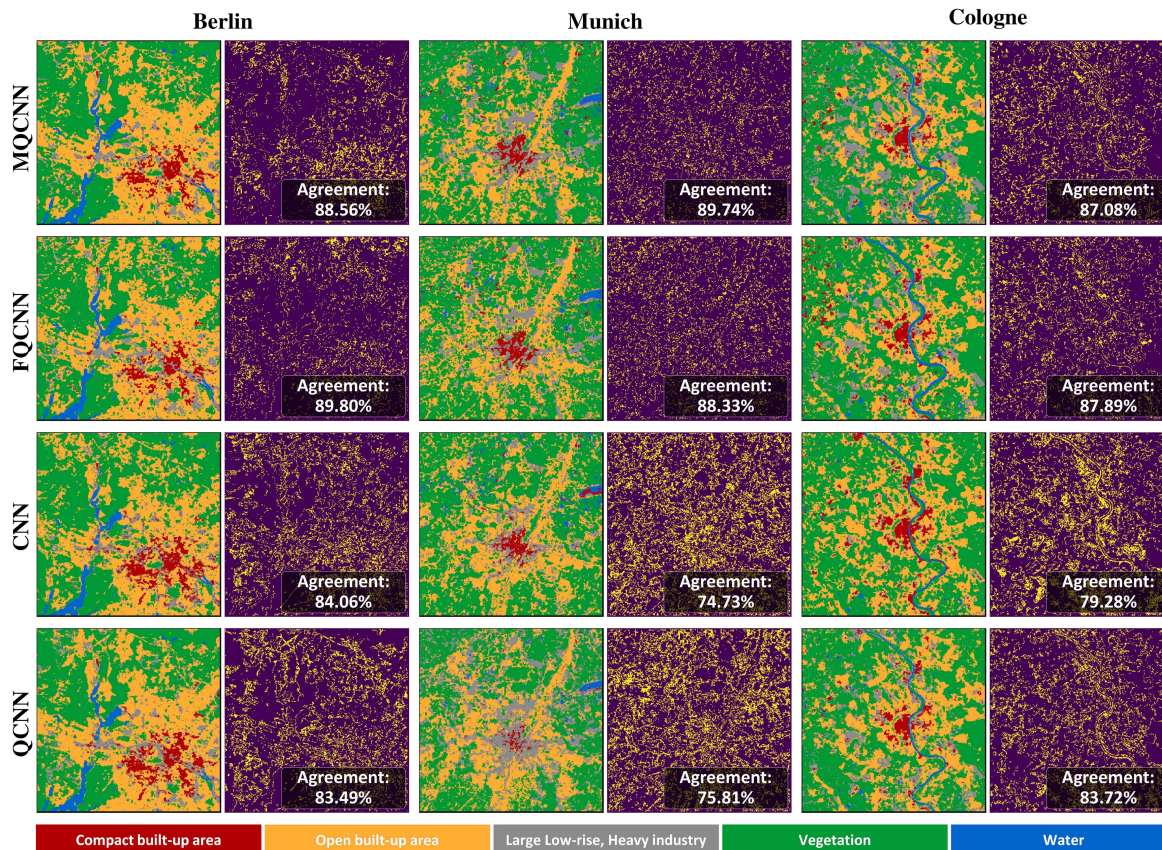 Berlin
Munich
Cologne
MQCNN
Agreement:
88.56%
Agreement:
89.74%
Agreement:
87.08%
FQCNN
Agreement:
89.80%
Agreement:
88.33%
Agreement:
87.89%
CNN
Agreement:
84.06%
Agreement:
74.73%
Agreement:
79.28%
QCNN
Agreement:
83.49%
Agreement:
75.81%
Agreement:
83.72%
Compact built-up area
Open built-up area
Large Low-rise, Heavy industry
Vegetation
Water